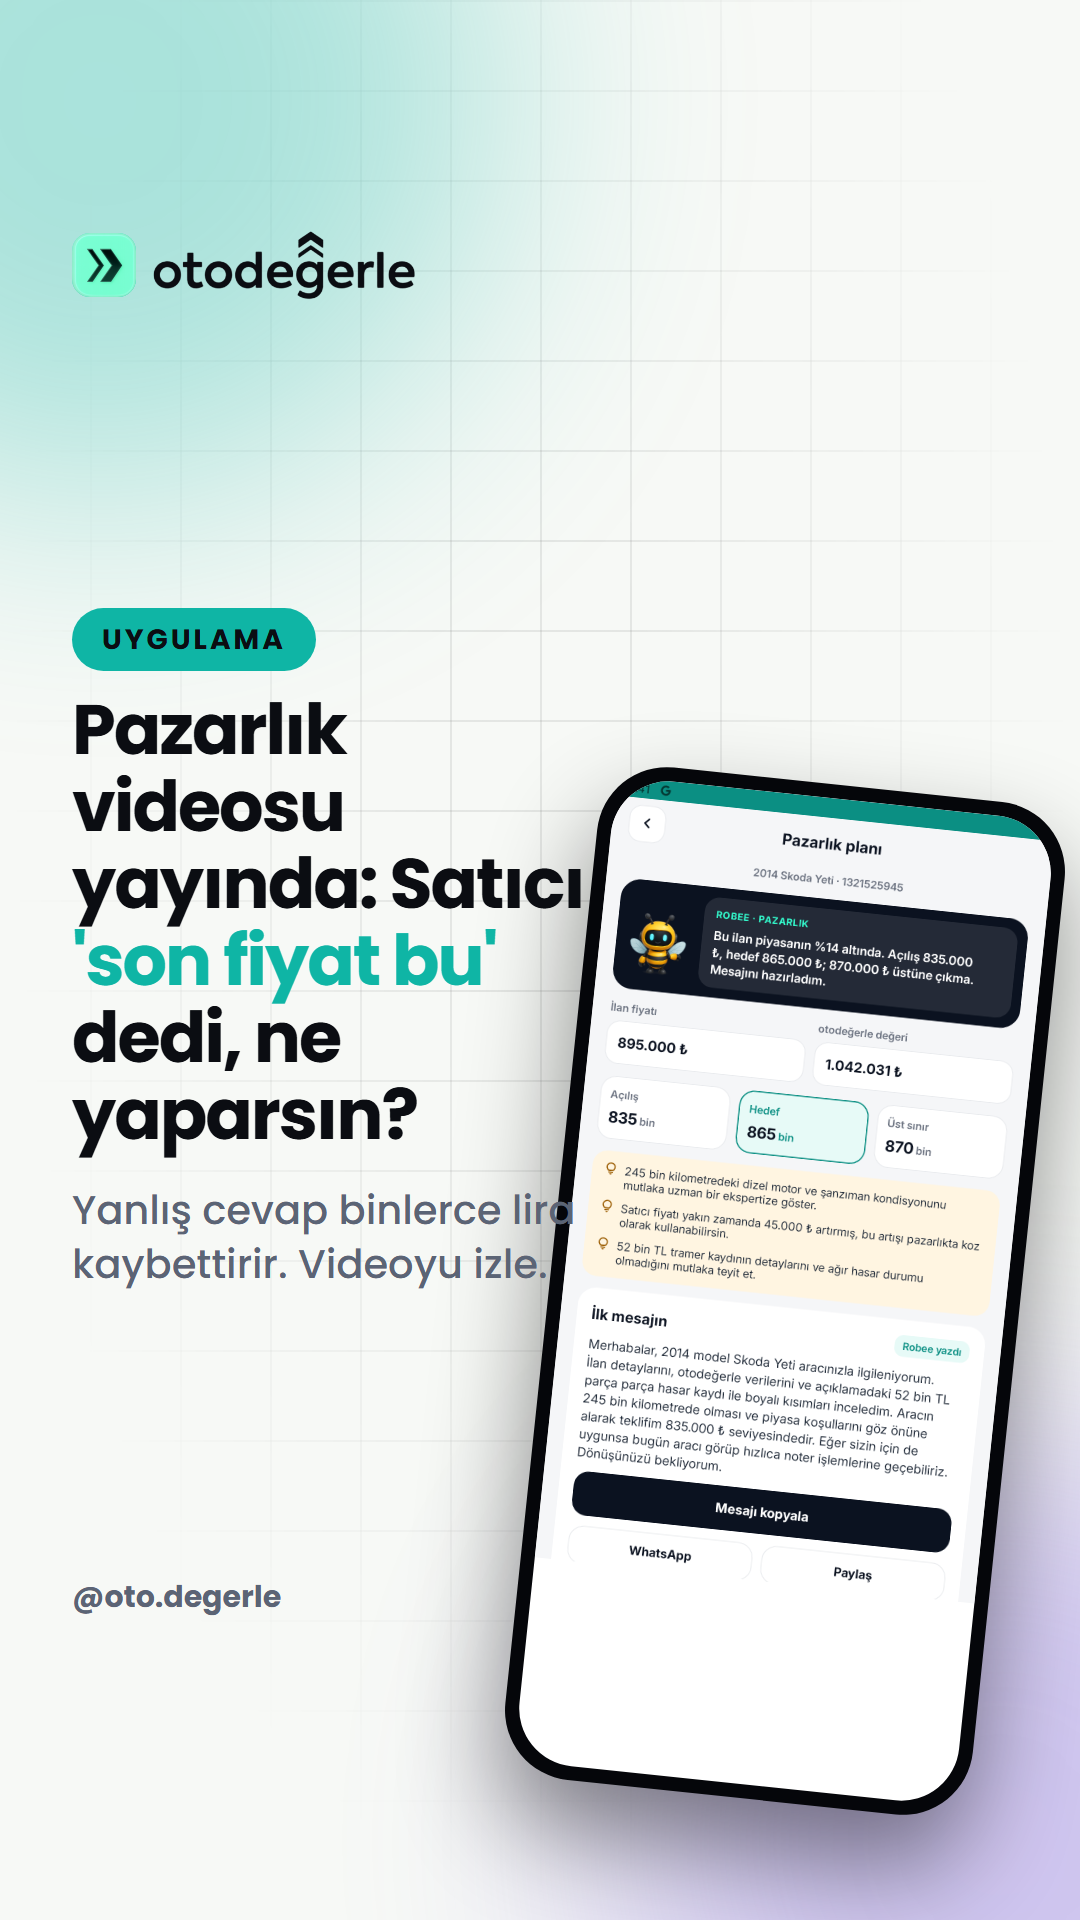 otodeğerle
UYGULAMA
Pazarlık
videosu
yayında: Satıcı
'son fiyat bu'
dedi, ne
yaparsın?
Yanlış cevap binlerce lira
kaybettirir. Videoyu izle.
@oto.degerle
G
Pazarlık planı
2014 Skoda Yeti · 1321525945
ROBEE · PAZARLIK
Bu ilan piyasanın %14 altında. Açılış 835.000
₺, hedef 865.000 ₺; 870.000 ₺ üstüne çıkma.
Mesajını hazırladım.
İlan fiyatı
895.000 ₺
otodeğerle değeri
1.042.031 ₺
Açılış
835 bin
Hedef
865 bin
Üst sınır
870 bin
245 bin kilometredeki dizel motor ve şanzıman kondisyonunu
mutlaka uzman bir ekspertize göster.
Satıcı fiyatı yakın zamanda 45.000 ₺ artırmış, bu artışı pazarlıkta koz
olarak kullanabilirsin.
52 bin TL tramer kaydının detaylarını ve ağır hasar durumu
olmadığını mutlaka teyit et.
İlk mesajın
Robee yazdı
Merhabalar, 2014 model Skoda Yeti aracınızla ilgileniyorum.
İlan detaylarını, otodeğerle verilerini ve açıklamadaki 52 bin TL
parça parça hasar kaydı ile boyalı kısımları inceledim. Aracın
245 bin kilometrede olması ve piyasa koşullarını göz önüne
alarak teklifim 835.000 ₺ seviyesindedir. Eğer sizin için de
uygunsa bugün aracı görüp hızlıca noter işlemlerine geçebiliriz.
Dönüşünüzü bekliyorum.
Mesajı kopyala
WhatsApp
Paylaş